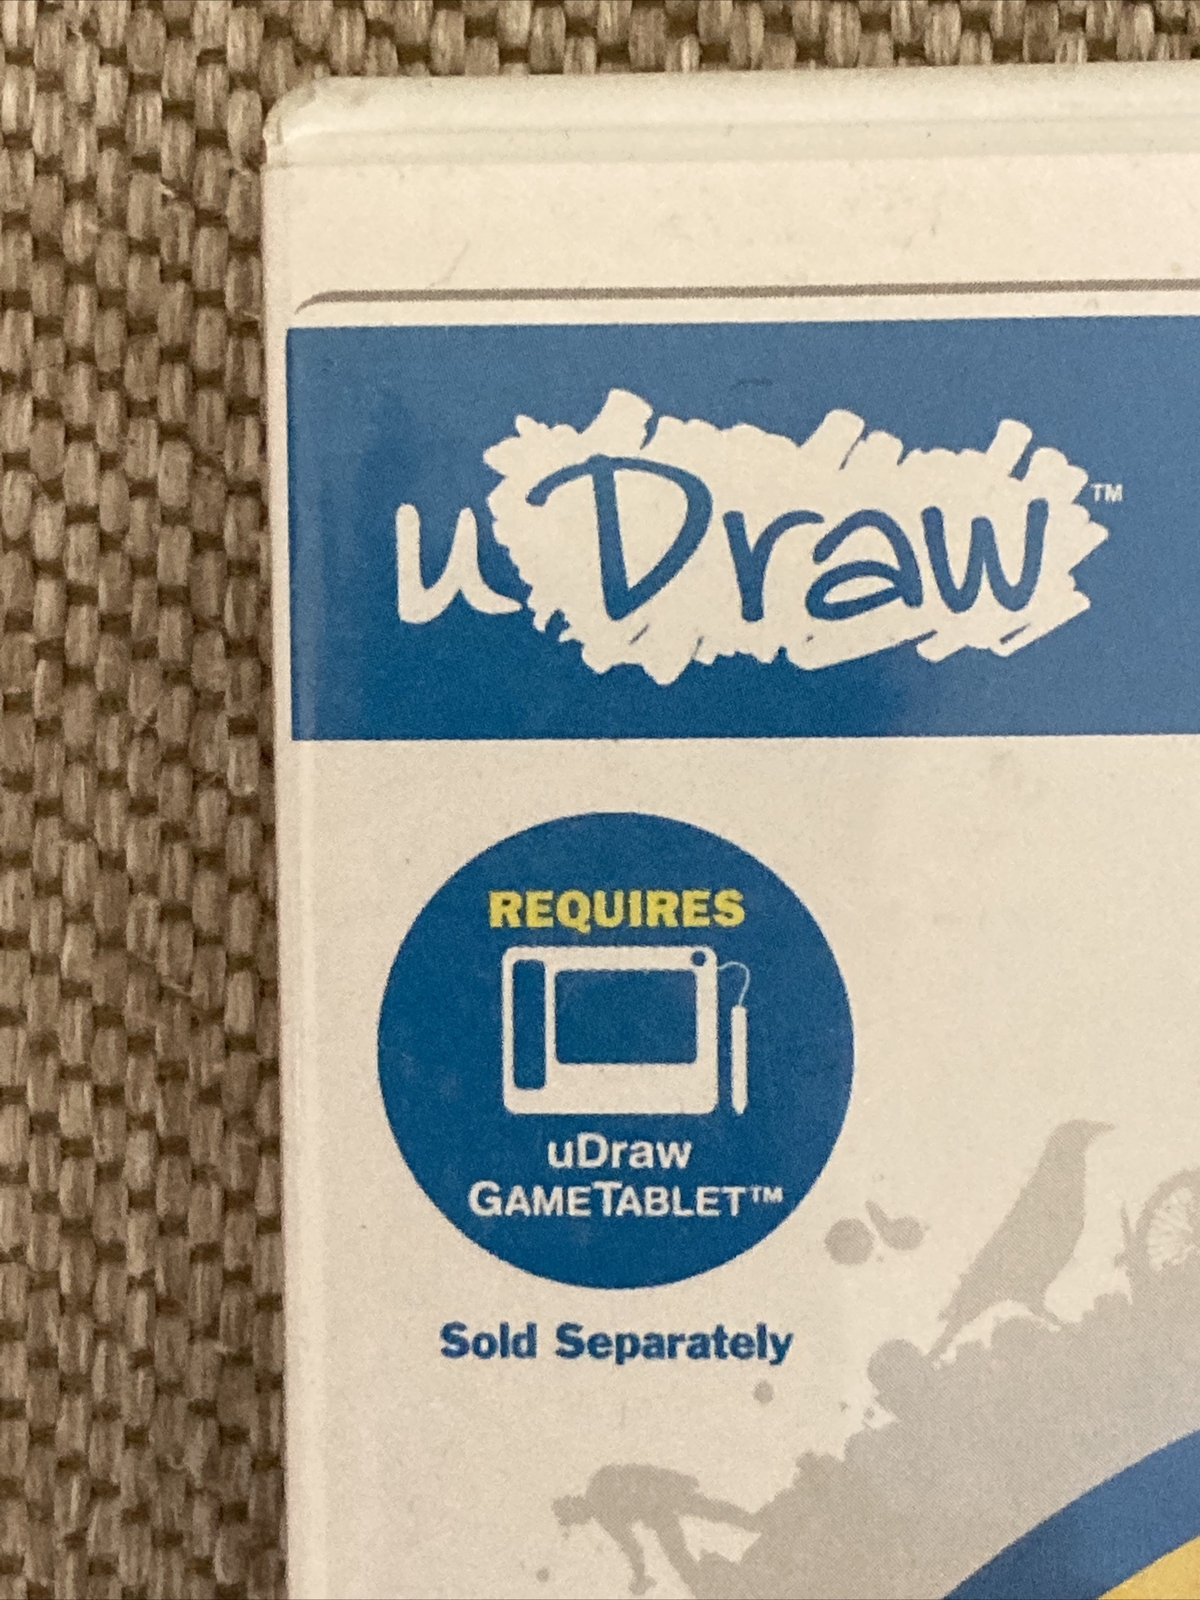 uDraw™
REQUIRES
uDraw
GAMETABLET™
Sold Separately